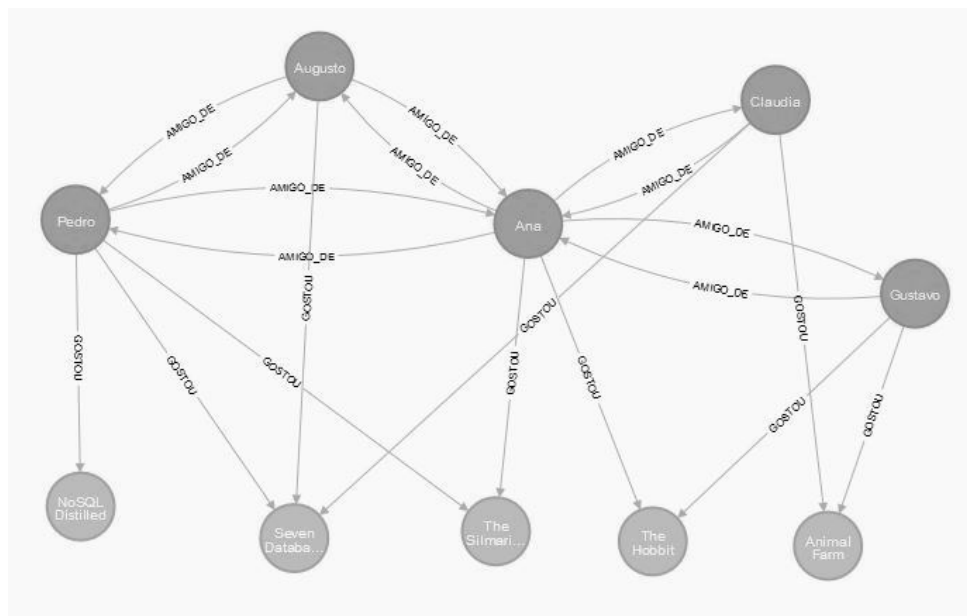 Augusto
Claudia
AMIGO_DE
AMIGO_DE
AMIGO_DE
AMIGO_DE
AMIGO_DE
AMIGO_DE
AMIGO_DE
Pedro
Ana
AMIGO_DE
AMIGO_DE
AMIGO_DE
Gustavo
GOSTOU
GOSTOU
GOSTOU
GOSTOU
GOSTOU
GOSTOU
GOSTOU
GOSTOU
GOSTOU
GOSTOU
NoSQL
Distilled
Seven
Databa...
The
Silmari...
The
Hobbit
Animal
Farm